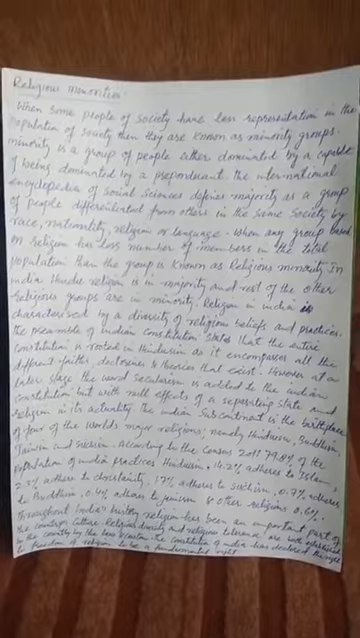 Religious Minorities.
When some people of society have less representation in the
population of society then they are known as minority groups.
minority is a group of people either dominated by a capable
of being dominated by a preponduant. the international
encyclopedia of Social Sciences defines majority as a group
of people differentiated from others in the same society by
race, nationality, religion or language. When any group based
on religion has less number of members in the total
population then the group is known as Religious minority. In
india Hindu religion is in majority and rest of the other
religious groups are in minority. Religion in india is
characterised by a diversity of religious beliefs and practices.
the preamble of indian constitution states that the entire
Constitution is rooted in Hinduism as it encompasses all the
different faiths, doctrines & theories that exist. However at a
later stage the word secularism is added to the indian
constitution but with null effects of a seperating State and
religion in its actuality. the indian Subcontinent is the birthplace
of four of the worlds major religions; namely Hinduism, Buddhism,
Jainism and Suckism. According to the Census 2011 79.8% of the
population of india practices Hinduism, 14.2% adheres to Islam,
2.3% adhere to christianity, 1.7% adheres to suckism, 0.7% adheres
to Buddhism, 0.4% adhere to jenism & other religions 0.6%.
Throughout India's history religion has been an important part of
the country's culture Religious diversity and religious tolerance are both established
in the country by the law the constitution of india has declared the right
to freedom of religion to be a fundamental right